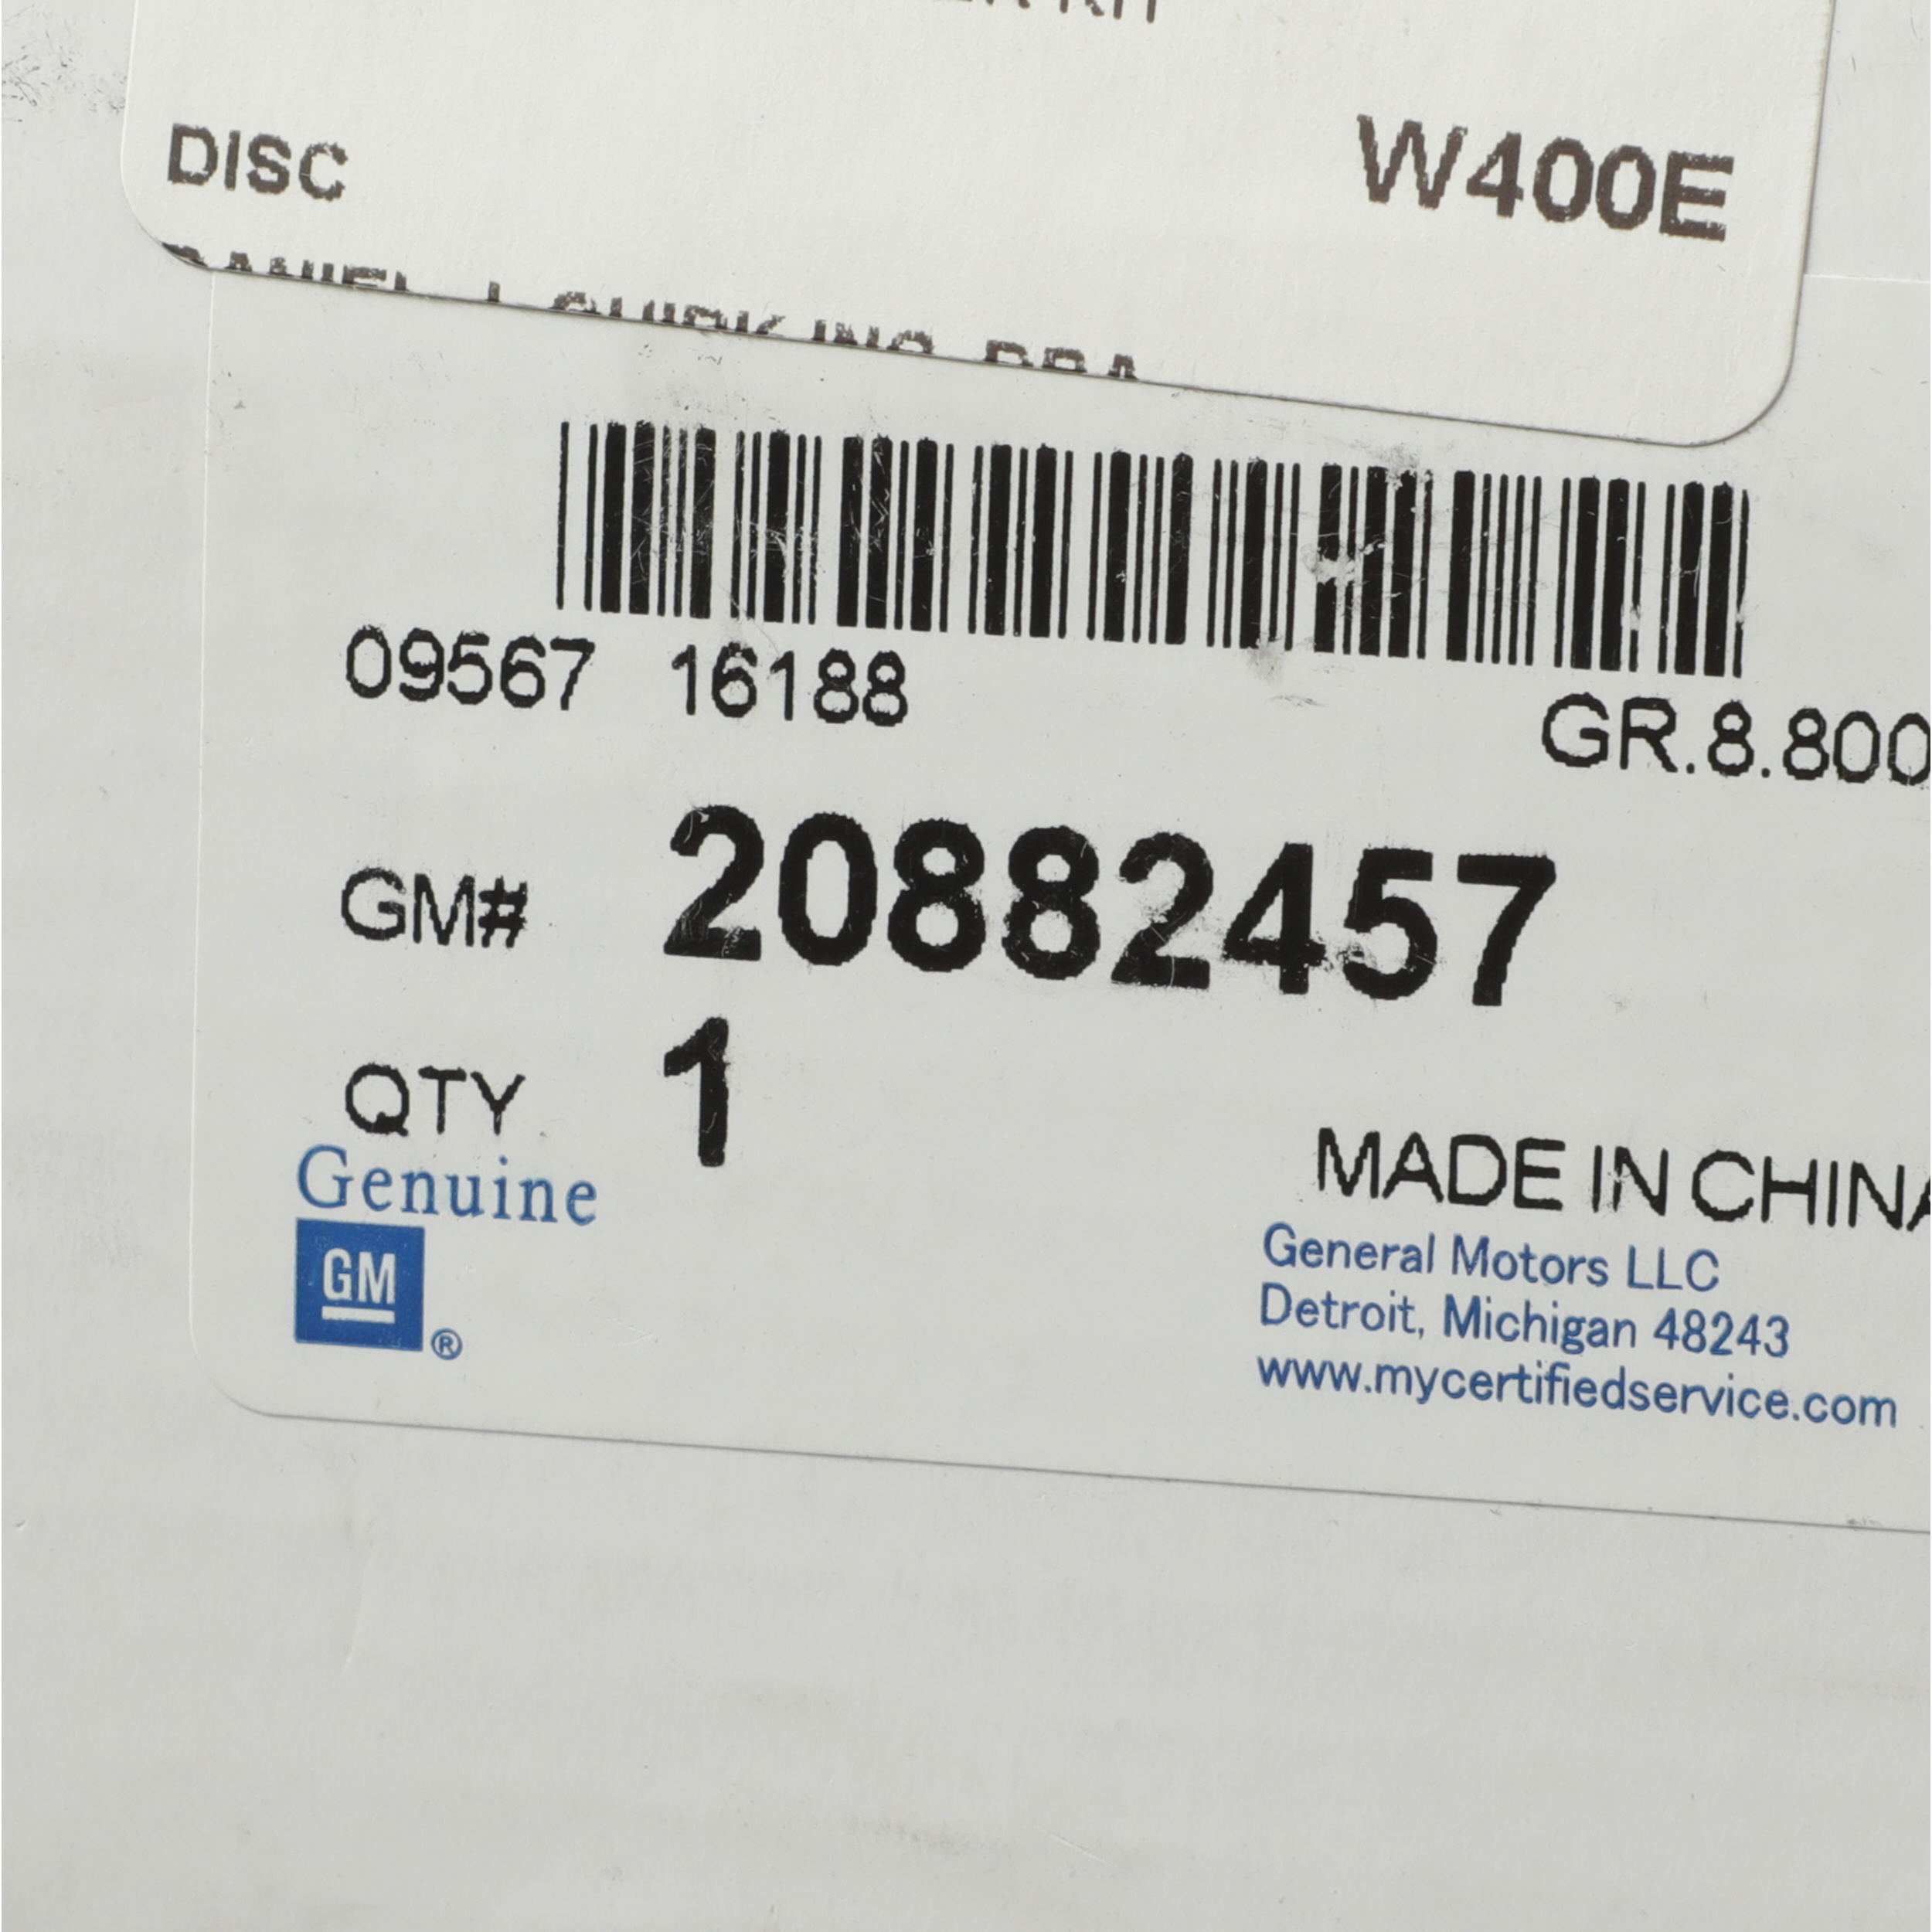 KIT
DISC W400E
09567 16188
GR.8.800
GM# 20882457
QTY 1
Genuine
GM®
MADE IN CHINA
General Motors LLC
Detroit, Michigan 48243
www.mycertifiedservice.com